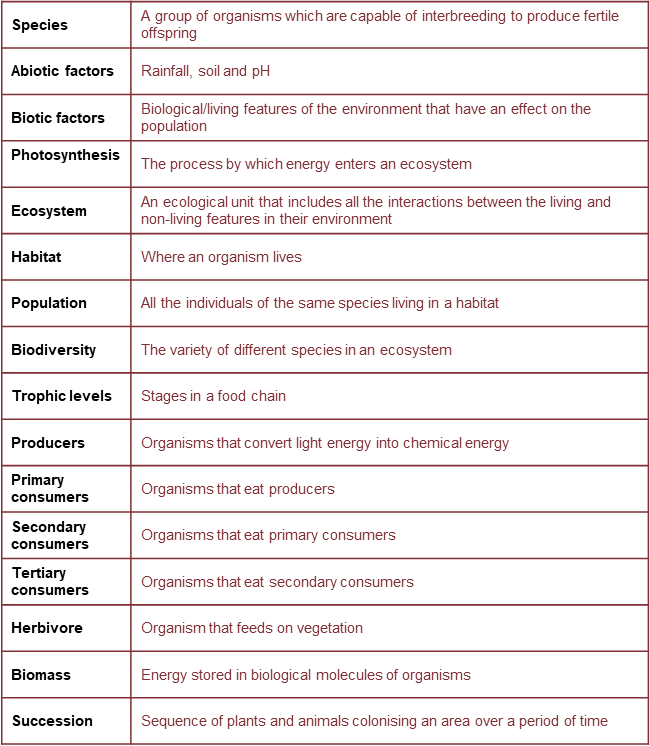 Species
A group of organisms which are capable of interbreeding to produce fertile
offspring
Abiotic factors
Rainfall, soil and pH
Biotic factors
Biological/living features of the environment that have an effect on the
population
Photosynthesis
The process by which energy enters an ecosystem
Ecosystem
An ecological unit that includes all the interactions between the living and
non-living features in their environment
Habitat
Where an organism lives
Population
All the individuals of the same species living in a habitat
Biodiversity
The variety of different species in an ecosystem
Trophic levels
Stages in a food chain
Producers
Organisms that convert light energy into chemical energy
Primary
consumers
Organisms that eat producers
Secondary
consumers
Organisms that eat primary consumers
Tertiary
consumers
Organisms that eat secondary consumers
Herbivore
Organism that feeds on vegetation
Biomass
Energy stored in biological molecules of organisms
Succession
Sequence of plants and animals colonising an area over a period of time